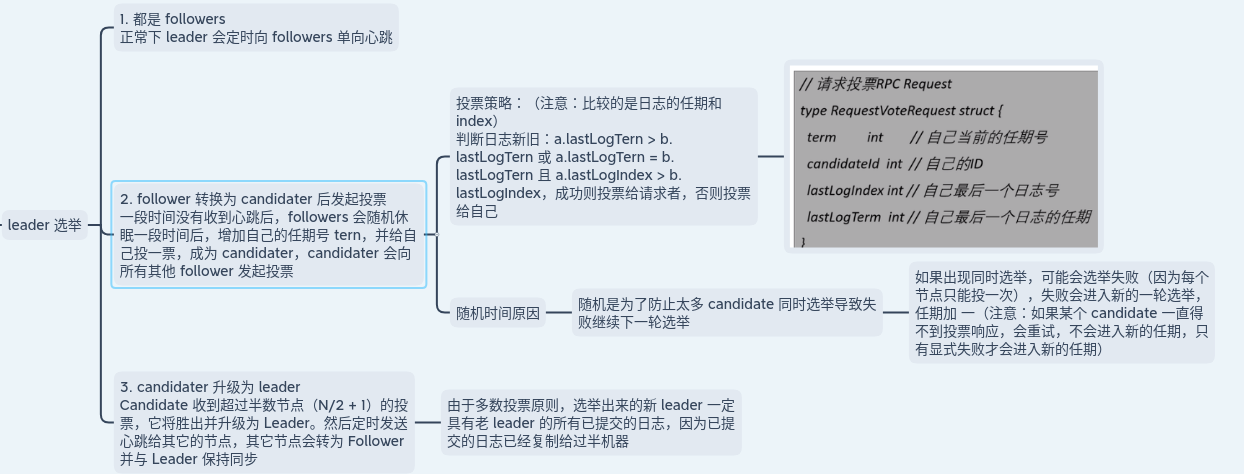 leader 选举
1. 都是 followers
正常下 leader 会定时向 followers 单向心跳
2. follower 转换为 candidater 后发起投票
一段时间没有收到心跳后，followers 会随机休
眠一段时间后，增加自己的任期号 tern，并给自
己投一票，成为 candidater，candidater 会向
所有其他 follower 发起投票
投票策略：（注意：比较的是日志的任期和
index）
判断日志新旧：a.lastLogTern > b.
lastLogTern 或 a.lastLogTern = b.
lastLogTern 且 a.lastLogIndex > b.
lastLogIndex，成功则投票给请求者，否则投票
给自己
// 请求投票RPC Request
type RequestVoteRequest struct {
term int // 自己当前的任期号
candidateId int // 自己的ID
lastLogIndex int // 自己最后一个日志号
lastLogTerm int // 自己最后一个日志的任期
}
随机时间原因
随机是为了防止太多 candidate 同时选举导致失
败继续下一轮选举
如果出现同时选举，可能会选举失败（因为每个
节点只能投一次），失败会进入新的一轮选举，
任期加 一（注意：如果某个 candidate 一直得
不到投票响应，会重试，不会进入新的任期，只
有显式失败才会进入新的任期）
3. candidater 升级为 leader
Candidate 收到超过半数节点（N/2 + 1）的投
票，它将胜出并升级为 Leader。然后定时发送
心跳给其它的节点，其它节点会转为 Follower
并与 Leader 保持同步
由于多数投票原则，选举出来的新 leader 一定
具有老 leader 的所有已提交的日志，因为已提
交的日志已经复制给过半机器